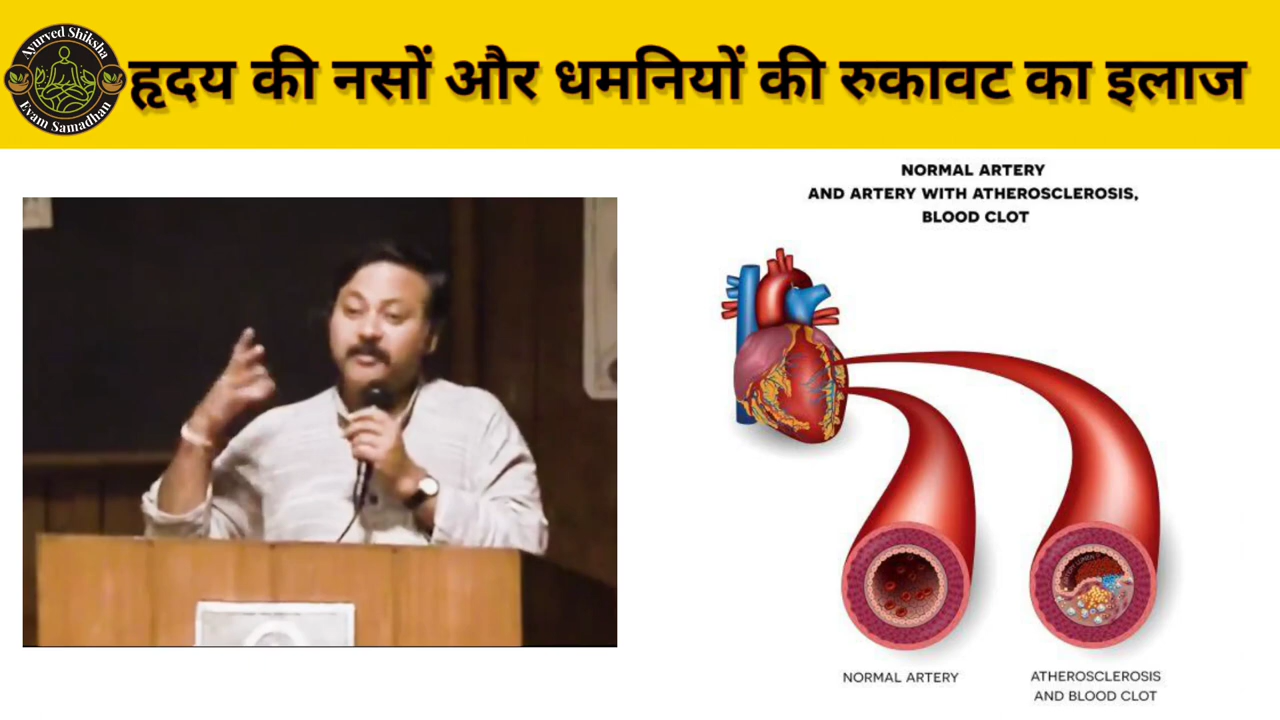 Ayurved Shiksha
Evam Samadhan
हृदय की नसों और धमनियों की रुकावट का इलाज
NORMAL ARTERY
AND ARTERY WITH ATHEROSCLEROSIS,
BLOOD CLOT
NORMAL ARTERY
ATHEROSCLEROSIS
AND BLOOD CLOT